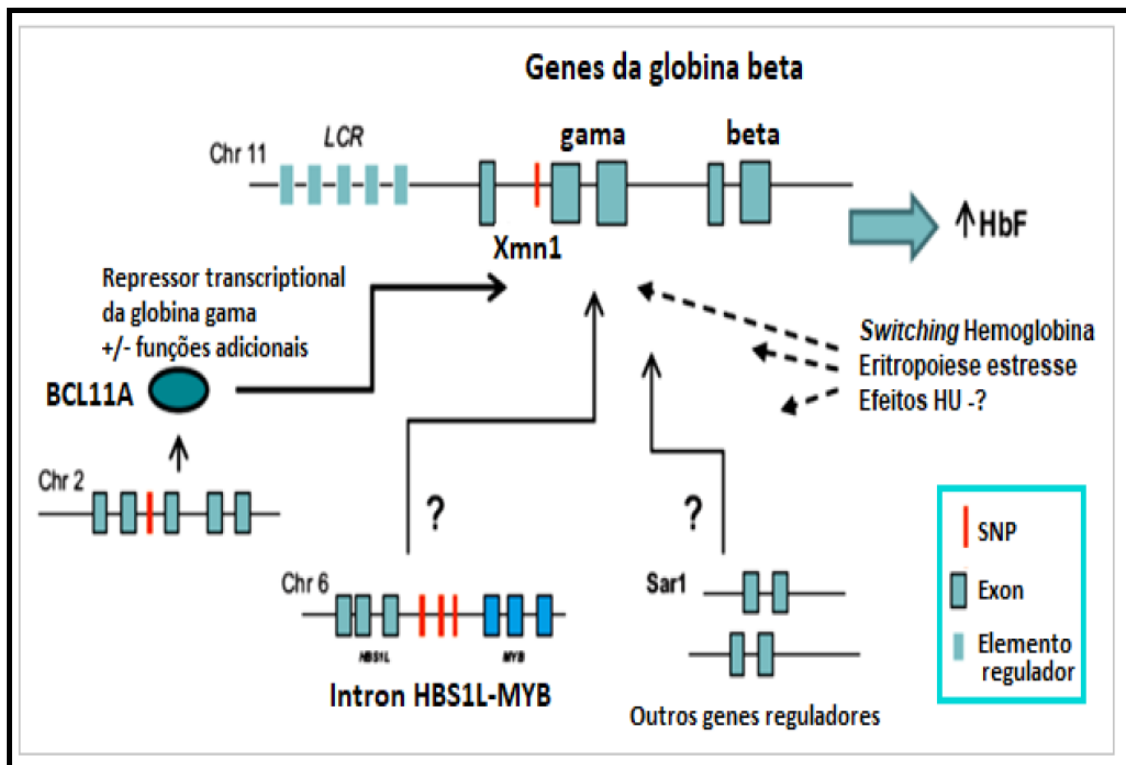 Genes da globina beta
gama
beta
LCR
Chr 11
Xmn1
↑HbF
Repressor transcriptional
da globina gama
+/- funções adicionais
BCL11A
Switching Hemoglobina
Eritropoiese estresse
Efeitos HU -?
Chr 2
?
?
Chr 6
HBS1L
MYB
Intron HBS1L-MYB
Sar1
Outros genes reguladores
SNP
Exon
Elemento
regulador